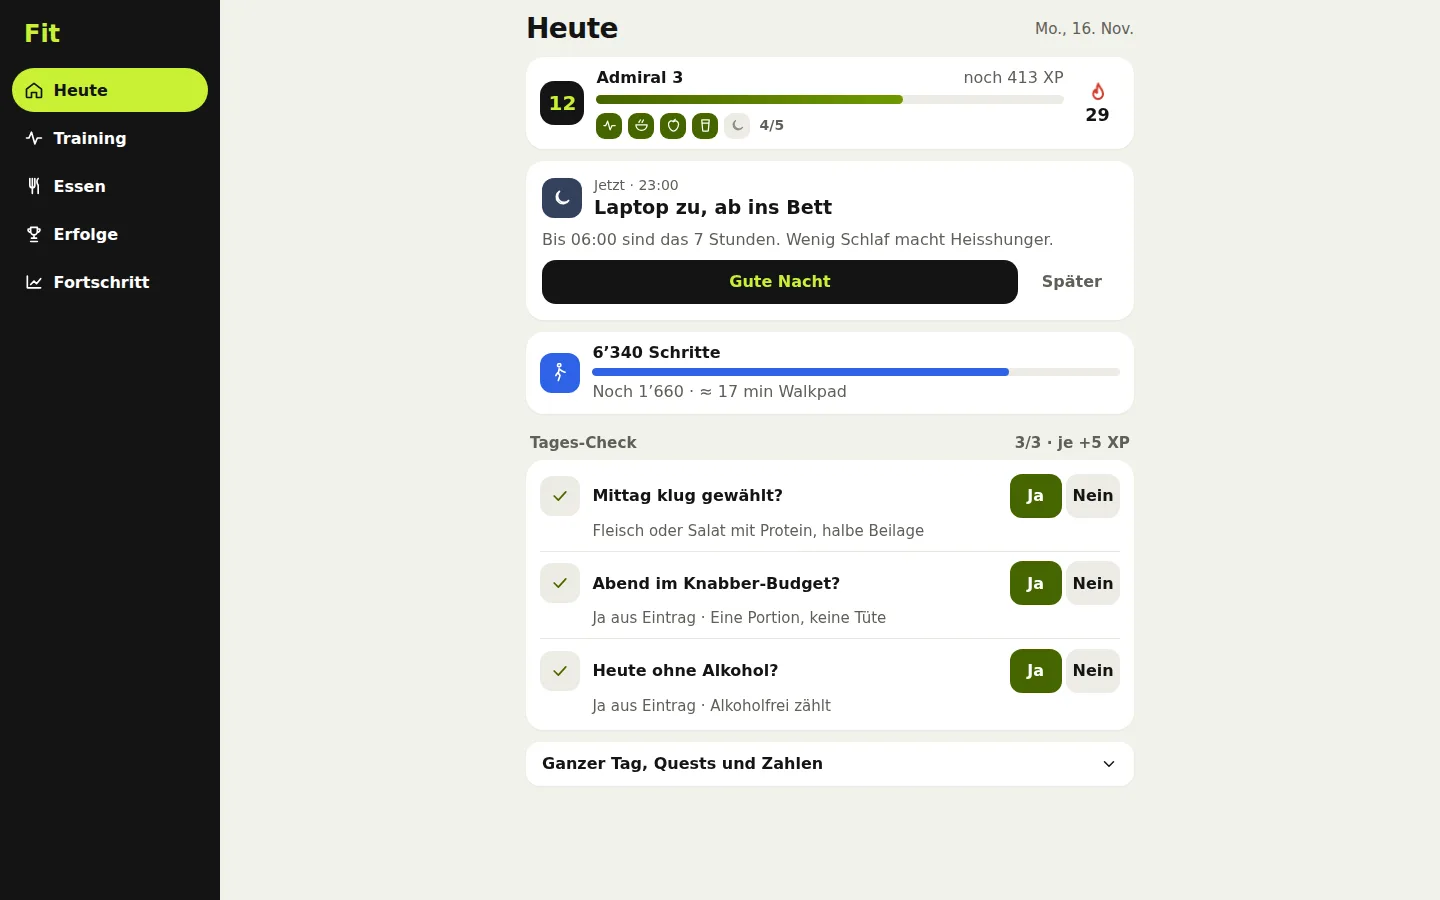 Fit
Heute
Training
Essen
Erfolge
Fortschritt
Heute
Mo., 16. Nov.
12
Admiral 3
noch 413 XP
4/5
29
Jetzt · 23:00
Laptop zu, ab ins Bett
Bis 06:00 sind das 7 Stunden. Wenig Schlaf macht Heisshunger.
Gute Nacht
Später
6’340 Schritte
Noch 1’660 · ≈ 17 min Walkpad
Tages-Check
3/3 · je +5 XP
Mittag klug gewählt?
Ja
Nein
Fleisch oder Salat mit Protein, halbe Beilage
Abend im Knabber-Budget?
Ja
Nein
Ja aus Eintrag · Eine Portion, keine Tüte
Heute ohne Alkohol?
Ja
Nein
Ja aus Eintrag · Alkoholfrei zählt
Ganzer Tag, Quests und Zahlen